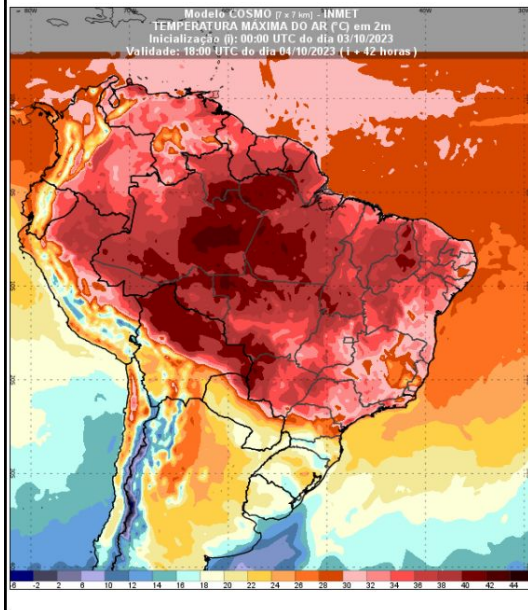 Modelo COSMO [7 x 7 km] - INMET
TEMPERATURA MÁXIMA DO AR (°C) em 2m
Inicialização (i): 00:00 UTC do dia 03/10/2023
Validade: 18:00 UTC do dia 04/10/2023 ( i + 42 horas )
-6 -2 2 6 10 12 14 16 18 20 22 24 26 28 30 32 34 36 38 40 42 44